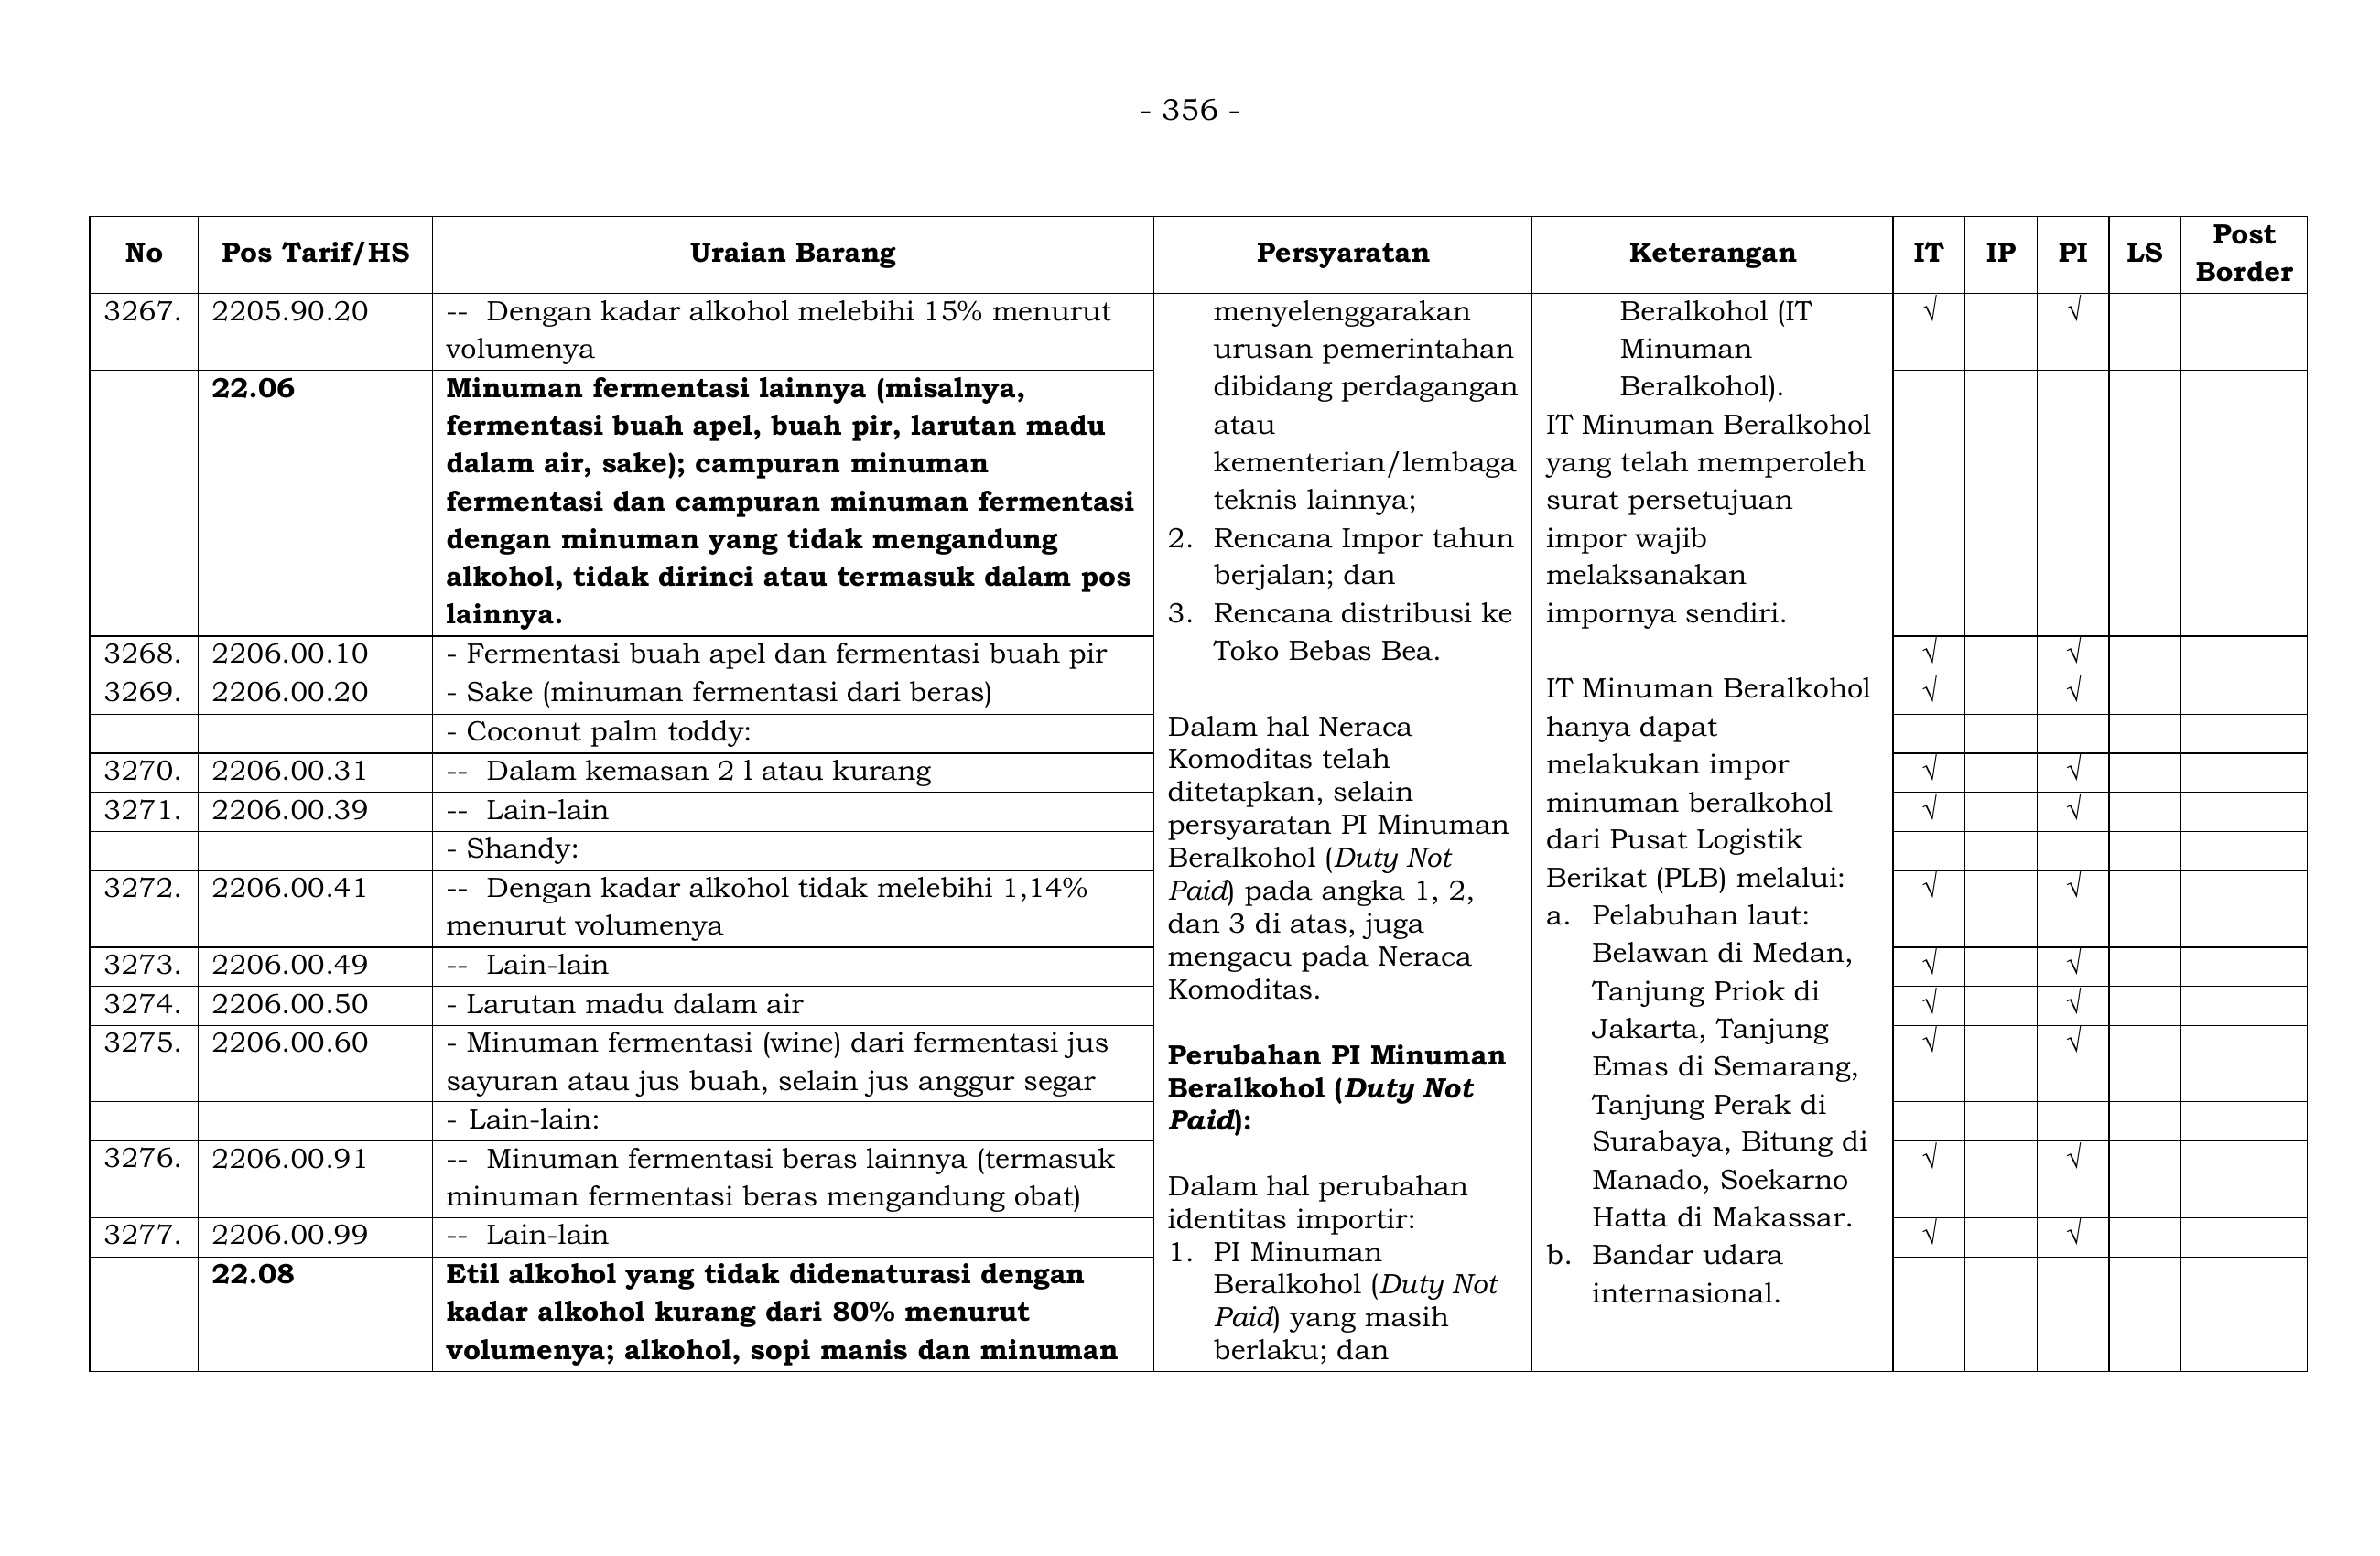 - 356 -
No Pos Tarif/HS Uraian Barang Persyaratan Keterangan IT IP PI LS Post Border
3267. 2205.90.20 -- Dengan kadar alkohol melebihi 15% menurut
volumenya
√ √
22.06 Minuman fermentasi lainnya (misalnya,
fermentasi buah apel, buah pir, larutan madu
dalam air, sake); campuran minuman
fermentasi dan campuran minuman fermentasi
dengan minuman yang tidak mengandung
alkohol, tidak dirinci atau termasuk dalam pos
lainnya.
3268. 2206.00.10 - Fermentasi buah apel dan fermentasi buah pir √ √
3269. 2206.00.20 - Sake (minuman fermentasi dari beras) √ √
- Coconut palm toddy:
3270. 2206.00.31 -- Dalam kemasan 2 l atau kurang √ √
3271. 2206.00.39 -- Lain-lain √ √
- Shandy:
3272. 2206.00.41 -- Dengan kadar alkohol tidak melebihi 1,14%
menurut volumenya
√ √
3273. 2206.00.49 -- Lain-lain √ √
3274. 2206.00.50 - Larutan madu dalam air √ √
3275. 2206.00.60 - Minuman fermentasi (wine) dari fermentasi jus
sayuran atau jus buah, selain jus anggur segar
√ √
- Lain-lain:
3276. 2206.00.91 -- Minuman fermentasi beras lainnya (termasuk
minuman fermentasi beras mengandung obat)
√ √
3277. 2206.00.99 -- Lain-lain √ √
22.08 Etil alkohol yang tidak didenaturasi dengan
kadar alkohol kurang dari 80% menurut
volumenya; alkohol, sopi manis dan minuman
menyelenggarakan
urusan pemerintahan
dibidang perdagangan
atau
kementerian/lembaga
teknis lainnya;
2. Rencana Impor tahun
berjalan; dan
3. Rencana distribusi ke
Toko Bebas Bea.
Dalam hal Neraca
Komoditas telah
ditetapkan, selain
persyaratan PI Minuman
Beralkohol (Duty Not
Paid) pada angka 1, 2,
dan 3 di atas, juga
mengacu pada Neraca
Komoditas.
Perubahan PI Minuman
Beralkohol (Duty Not
Paid):
Dalam hal perubahan
identitas importir:
1. PI Minuman
Beralkohol (Duty Not
Paid) yang masih
berlaku; dan
Beralkohol (IT
Minuman
Beralkohol).
IT Minuman Beralkohol
yang telah memperoleh
surat persetujuan
impor wajib
melaksanakan
impornya sendiri.
IT Minuman Beralkohol
hanya dapat
melakukan impor
minuman beralkohol
dari Pusat Logistik
Berikat (PLB) melalui:
a. Pelabuhan laut:
Belawan di Medan,
Tanjung Priok di
Jakarta, Tanjung
Emas di Semarang,
Tanjung Perak di
Surabaya, Bitung di
Manado, Soekarno
Hatta di Makassar.
b. Bandar udara
internasional.